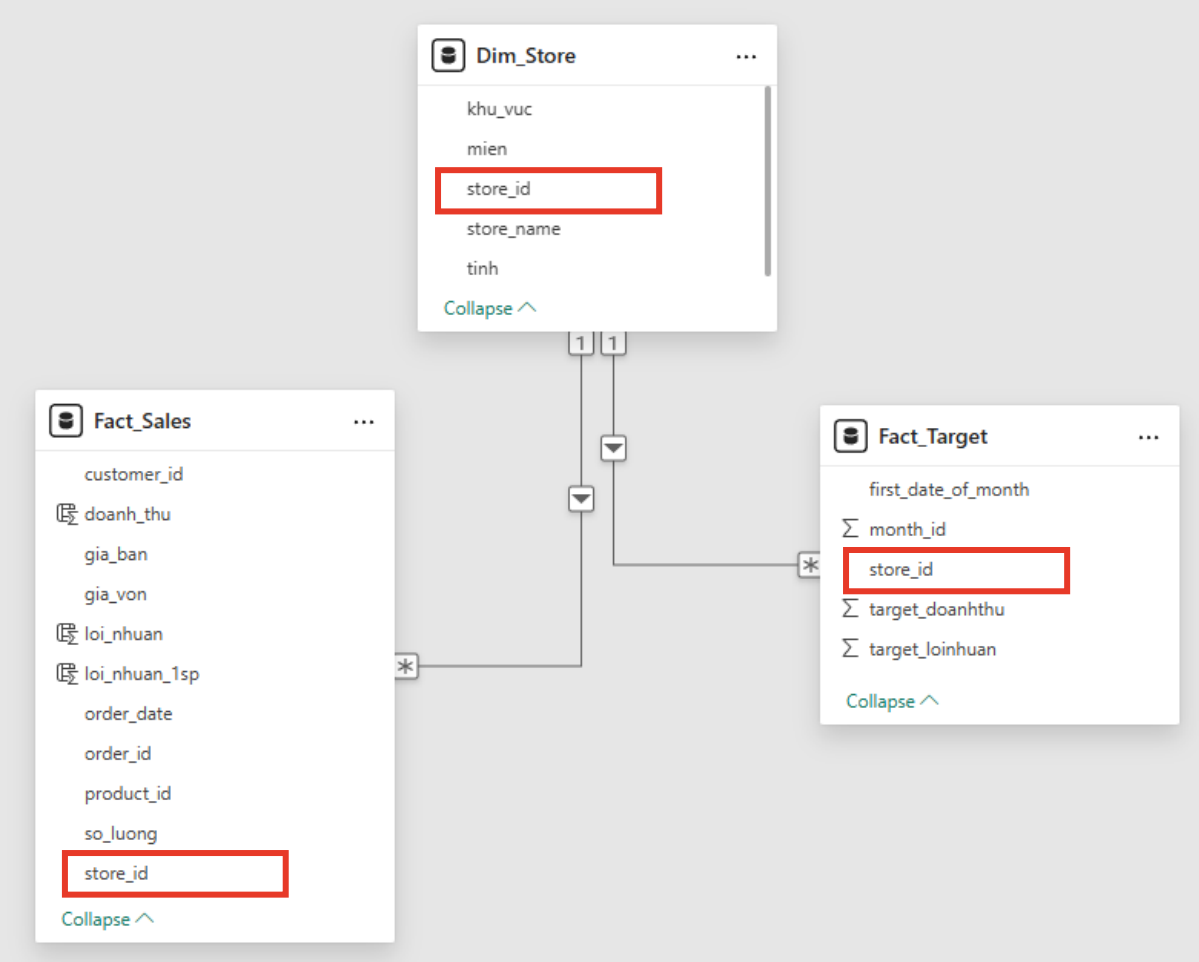 Dim_Store
khu_vuc
mien
store_id
store_name
tinh
Collapse
1 1
Fact_Sales
customer_id
doanh_thu
gia_ban
gia_von
loi_nhuan
loi_nhuan_1sp
order_date
order_id
product_id
so_luong
store_id
Collapse
*
Fact_Target
first_date_of_month
Σ month_id
store_id
Σ target_doanhthu
Σ target_loinhuan
Collapse
*